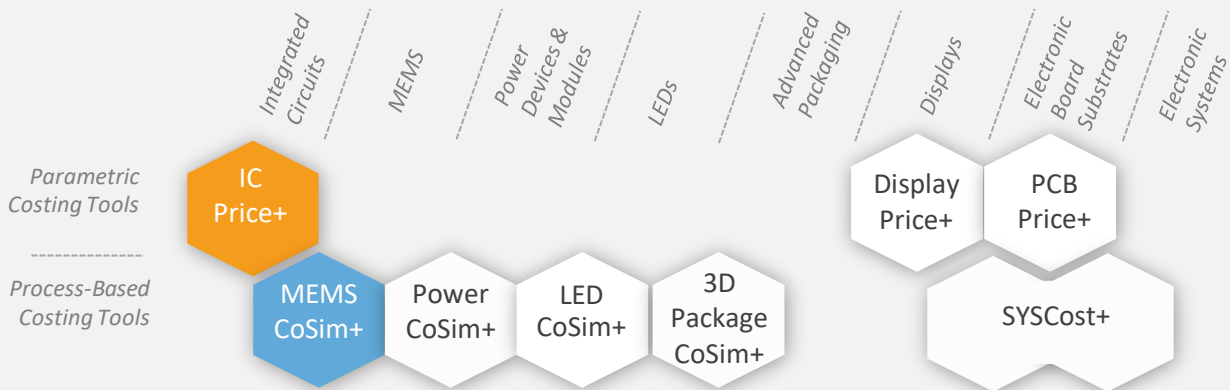 Integrated
Circuits
MEMS
Power
Devices &
Modules
LEDs
Advanced
Packaging
Displays
Electronic
Board
Substrates
Electronic
Systems
Parametric
Costing Tools
IC
Price+
Display
Price+
PCB
Price+
Process-Based
Costing Tools
MEMS
CoSim+
Power
CoSim+
LED
CoSim+
3D
Package
CoSim+
SYSCost+